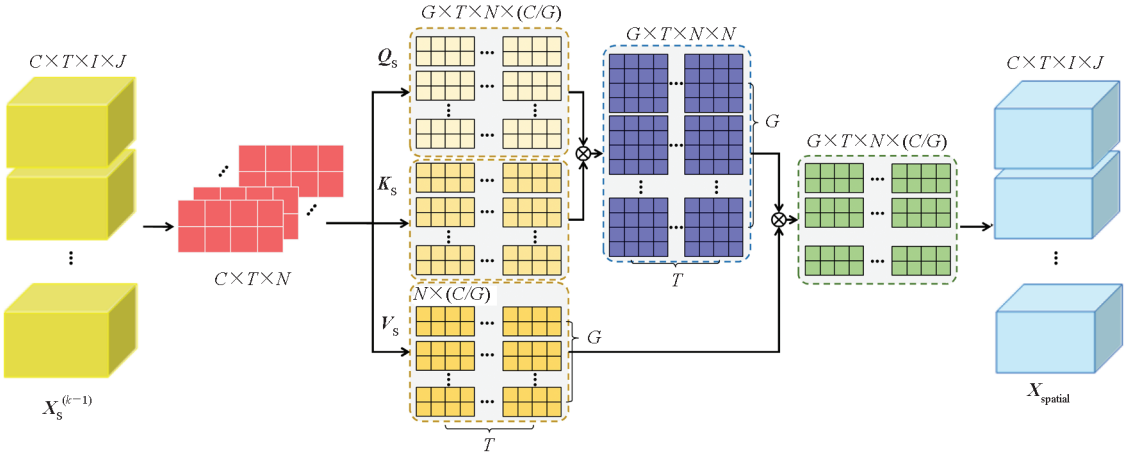 C×T×I×J
X_S^(k−1)
C×T×N
G×T×N×(C/G)
Q_S
K_S
N×(C/G)
V_S
G
T
G×T×N×N
G
T
G×T×N×(C/G)
C×T×I×J
X_spatial